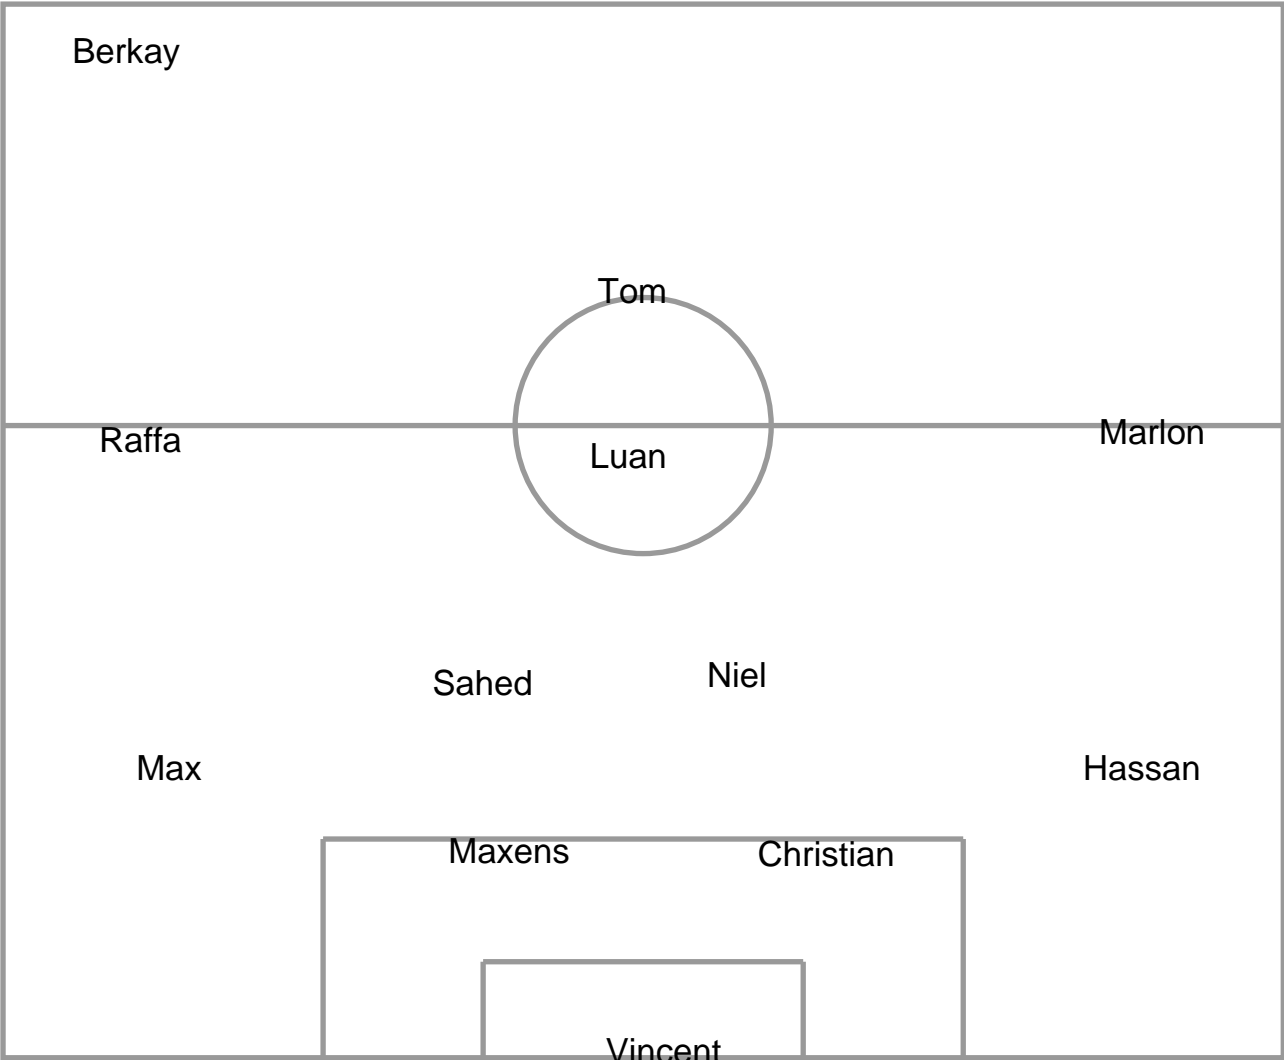 Berkay
Tom
Raffa
Luan
Marlon
Sahed
Niel
Max
Hassan
Maxens
Christian
Vincent